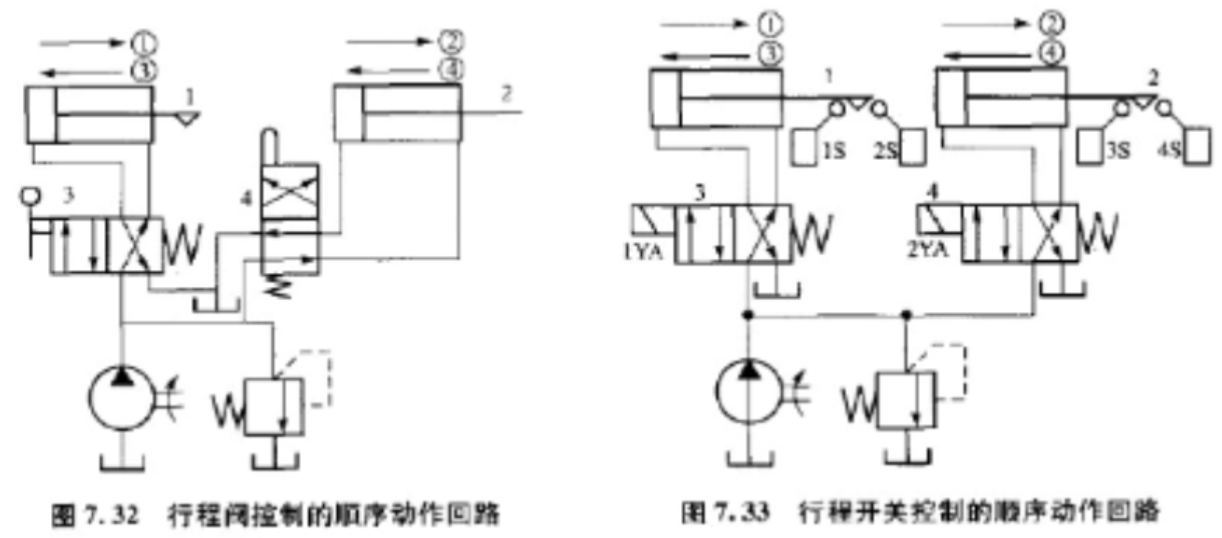 ① ② ① ②
③ ④ ③ ④
1 2 1 2
1S 2S 3S 4S
3 4 3 4
1YA 2YA
图 7.32 行程阀控制的顺序动作回路
图 7.33 行程开关控制的顺序动作回路